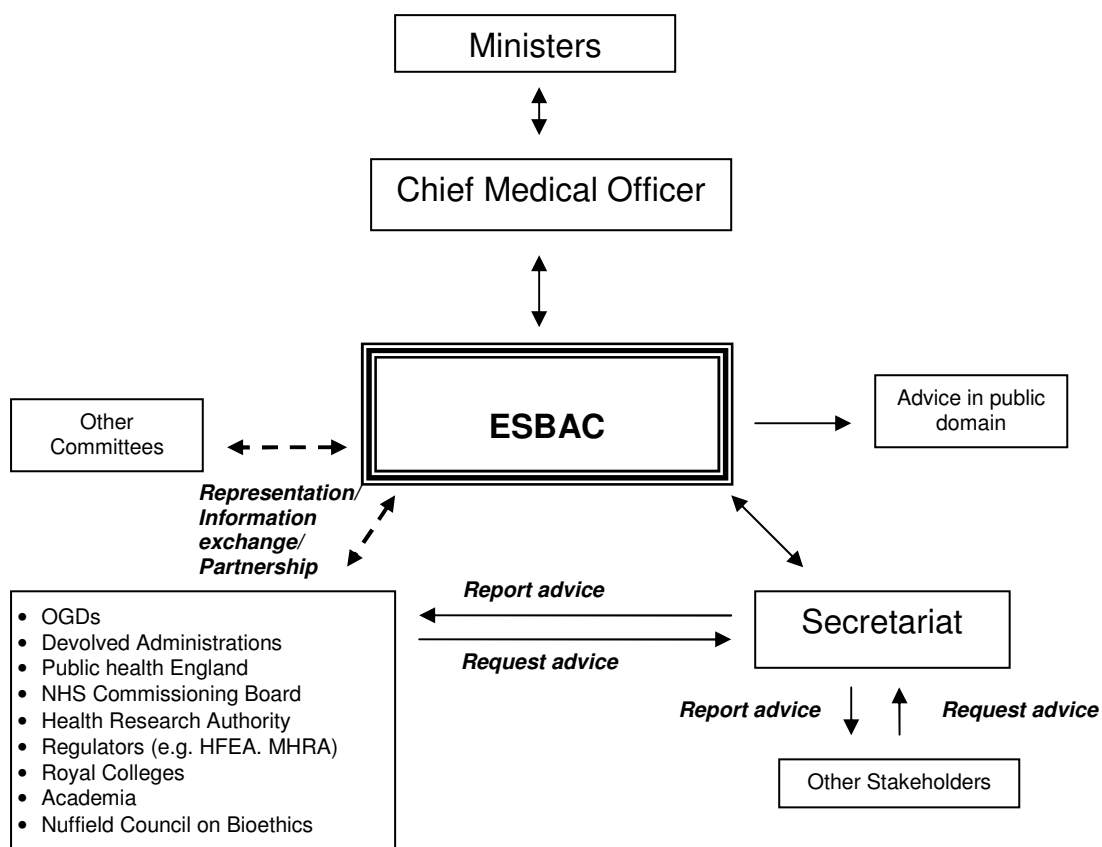 Ministers
Chief Medical Officer
ESBAC
Advice in public
domain
Other
Committees
Representation/
Information
exchange/
Partnership
• OGDs
• Devolved Administrations
• Public health England
• NHS Commissioning Board
• Health Research Authority
• Regulators (e.g. HFEA. MHRA)
• Royal Colleges
• Academia
• Nuffield Council on Bioethics
Report advice
Request advice
Secretariat
Report advice
Request advice
Other Stakeholders